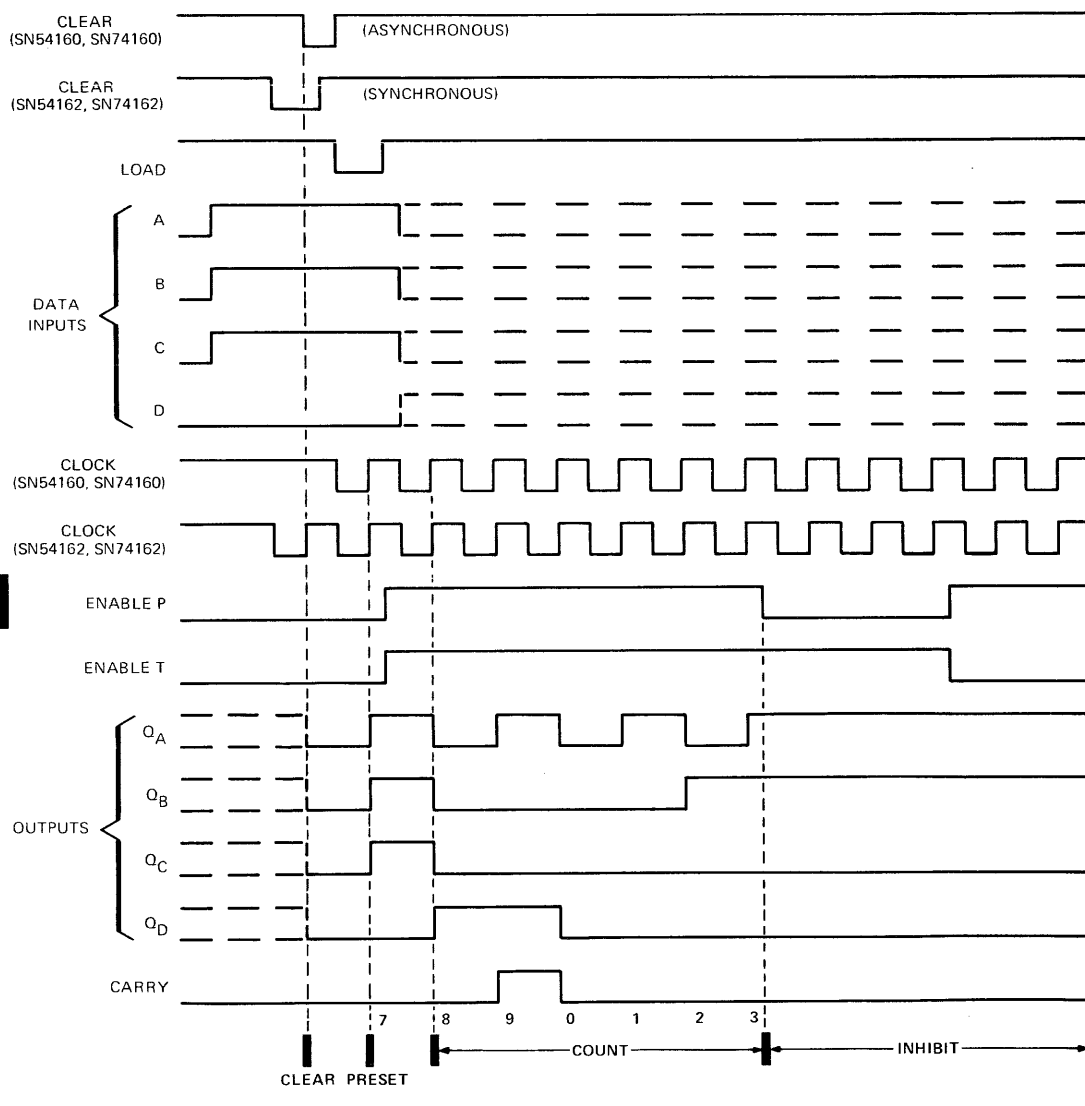 CLEAR
(SN54160, SN74160)
(ASYNCHRONOUS)
CLEAR
(SN54162, SN74162)
(SYNCHRONOUS)
LOAD
A
B
DATA
INPUTS
C
D
CLOCK
(SN54160, SN74160)
CLOCK
(SN54162, SN74162)
ENABLE P
ENABLE T
QA
QB
OUTPUTS
QC
QD
CARRY
7 8 9 0 1 2 3
COUNT
INHIBIT
CLEAR PRESET